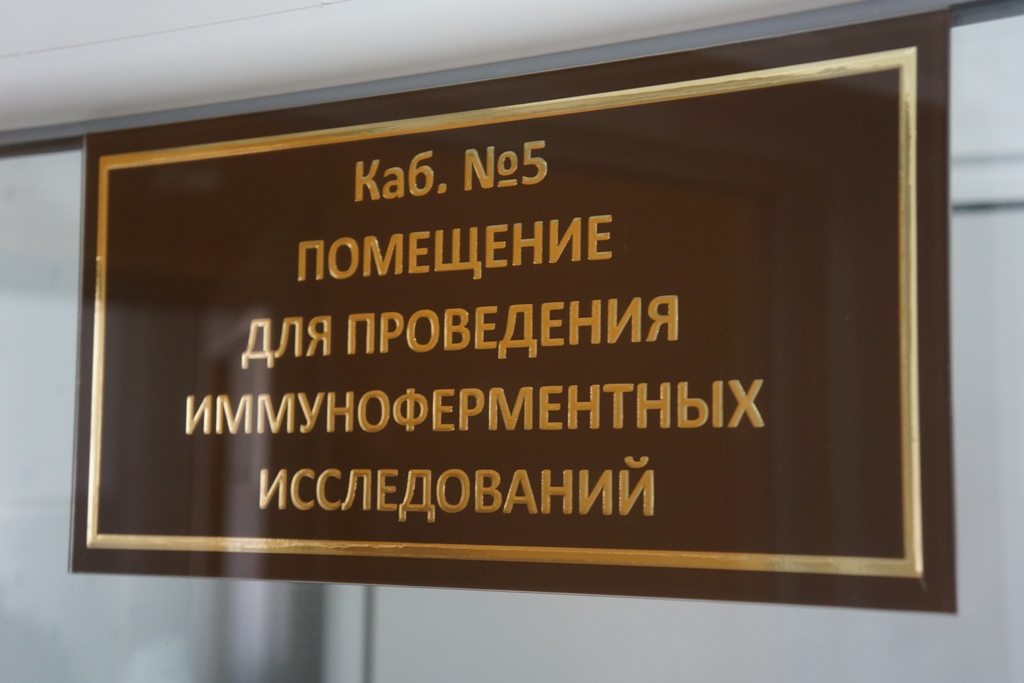 Каб. №5
ПОМЕЩЕНИЕ
ДЛЯ ПРОВЕДЕНИЯ
ИММУНОФЕРМЕНТНЫХ
ИССЛЕДОВАНИЙ